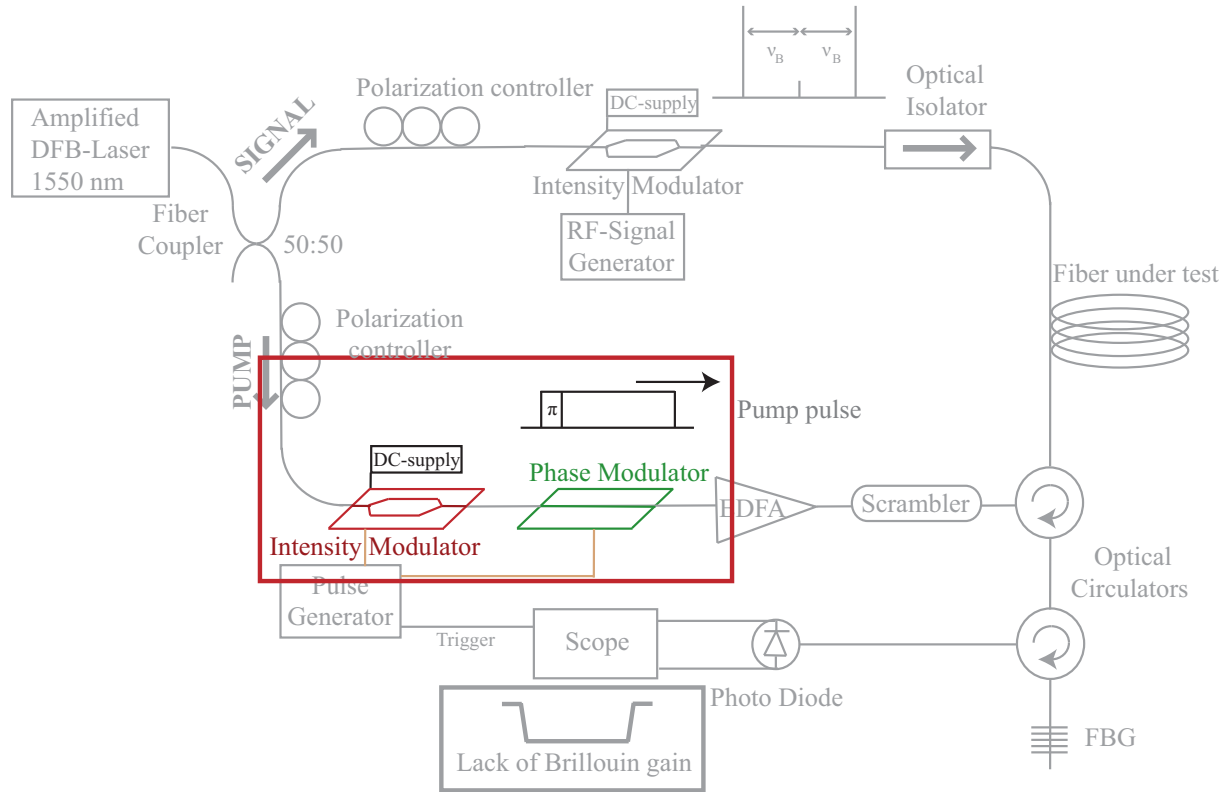 Amplified
DFB-Laser
1550 nm
SIGNAL
Polarization controller
DC-supply
ν_B
ν_B
Optical
Isolator
Intensity Modulator
RF-Signal
Generator
Fiber
Coupler
50:50
Fiber under test
Polarization
controller
PUMP
π
Pump pulse
DC-supply
Phase Modulator
EDFA
Scrambler
Intensity Modulator
Pulse
Generator
Optical
Circulators
Trigger
Scope
Photo Diode
Lack of Brillouin gain
FBG